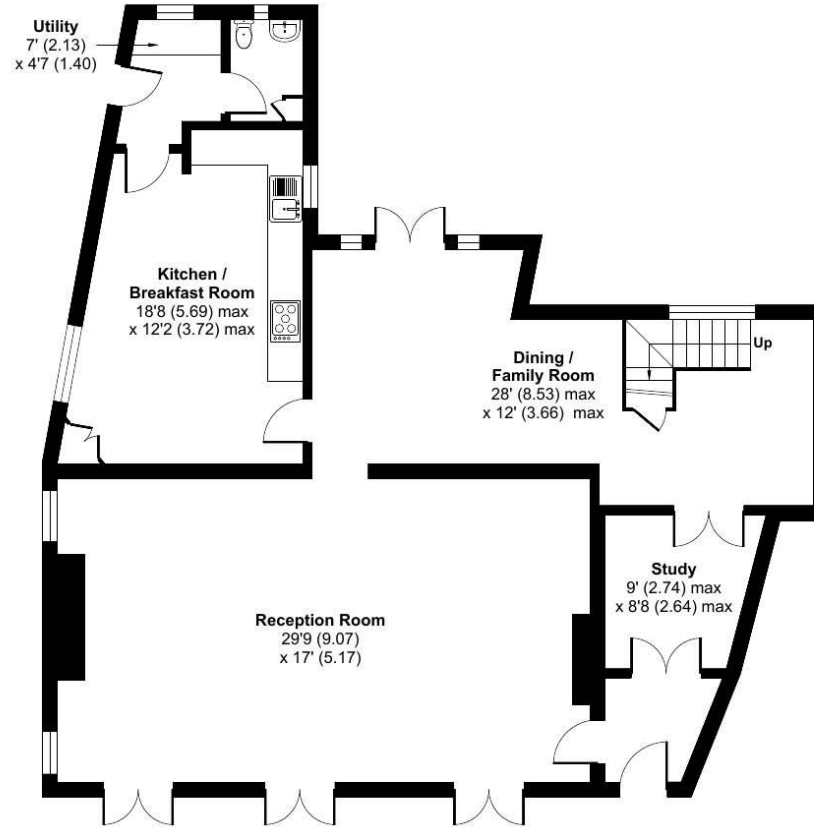 Utility
7' (2.13)
x 4'7 (1.40)
Kitchen /
Breakfast Room
18'8 (5.69) max
x 12'2 (3.72) max
Dining /
Family Room
28' (8.53) max
x 12' (3.66) max
Up
Study
9' (2.74) max
x 8'8 (2.64) max
Reception Room
29'9 (9.07)
x 17' (5.17)